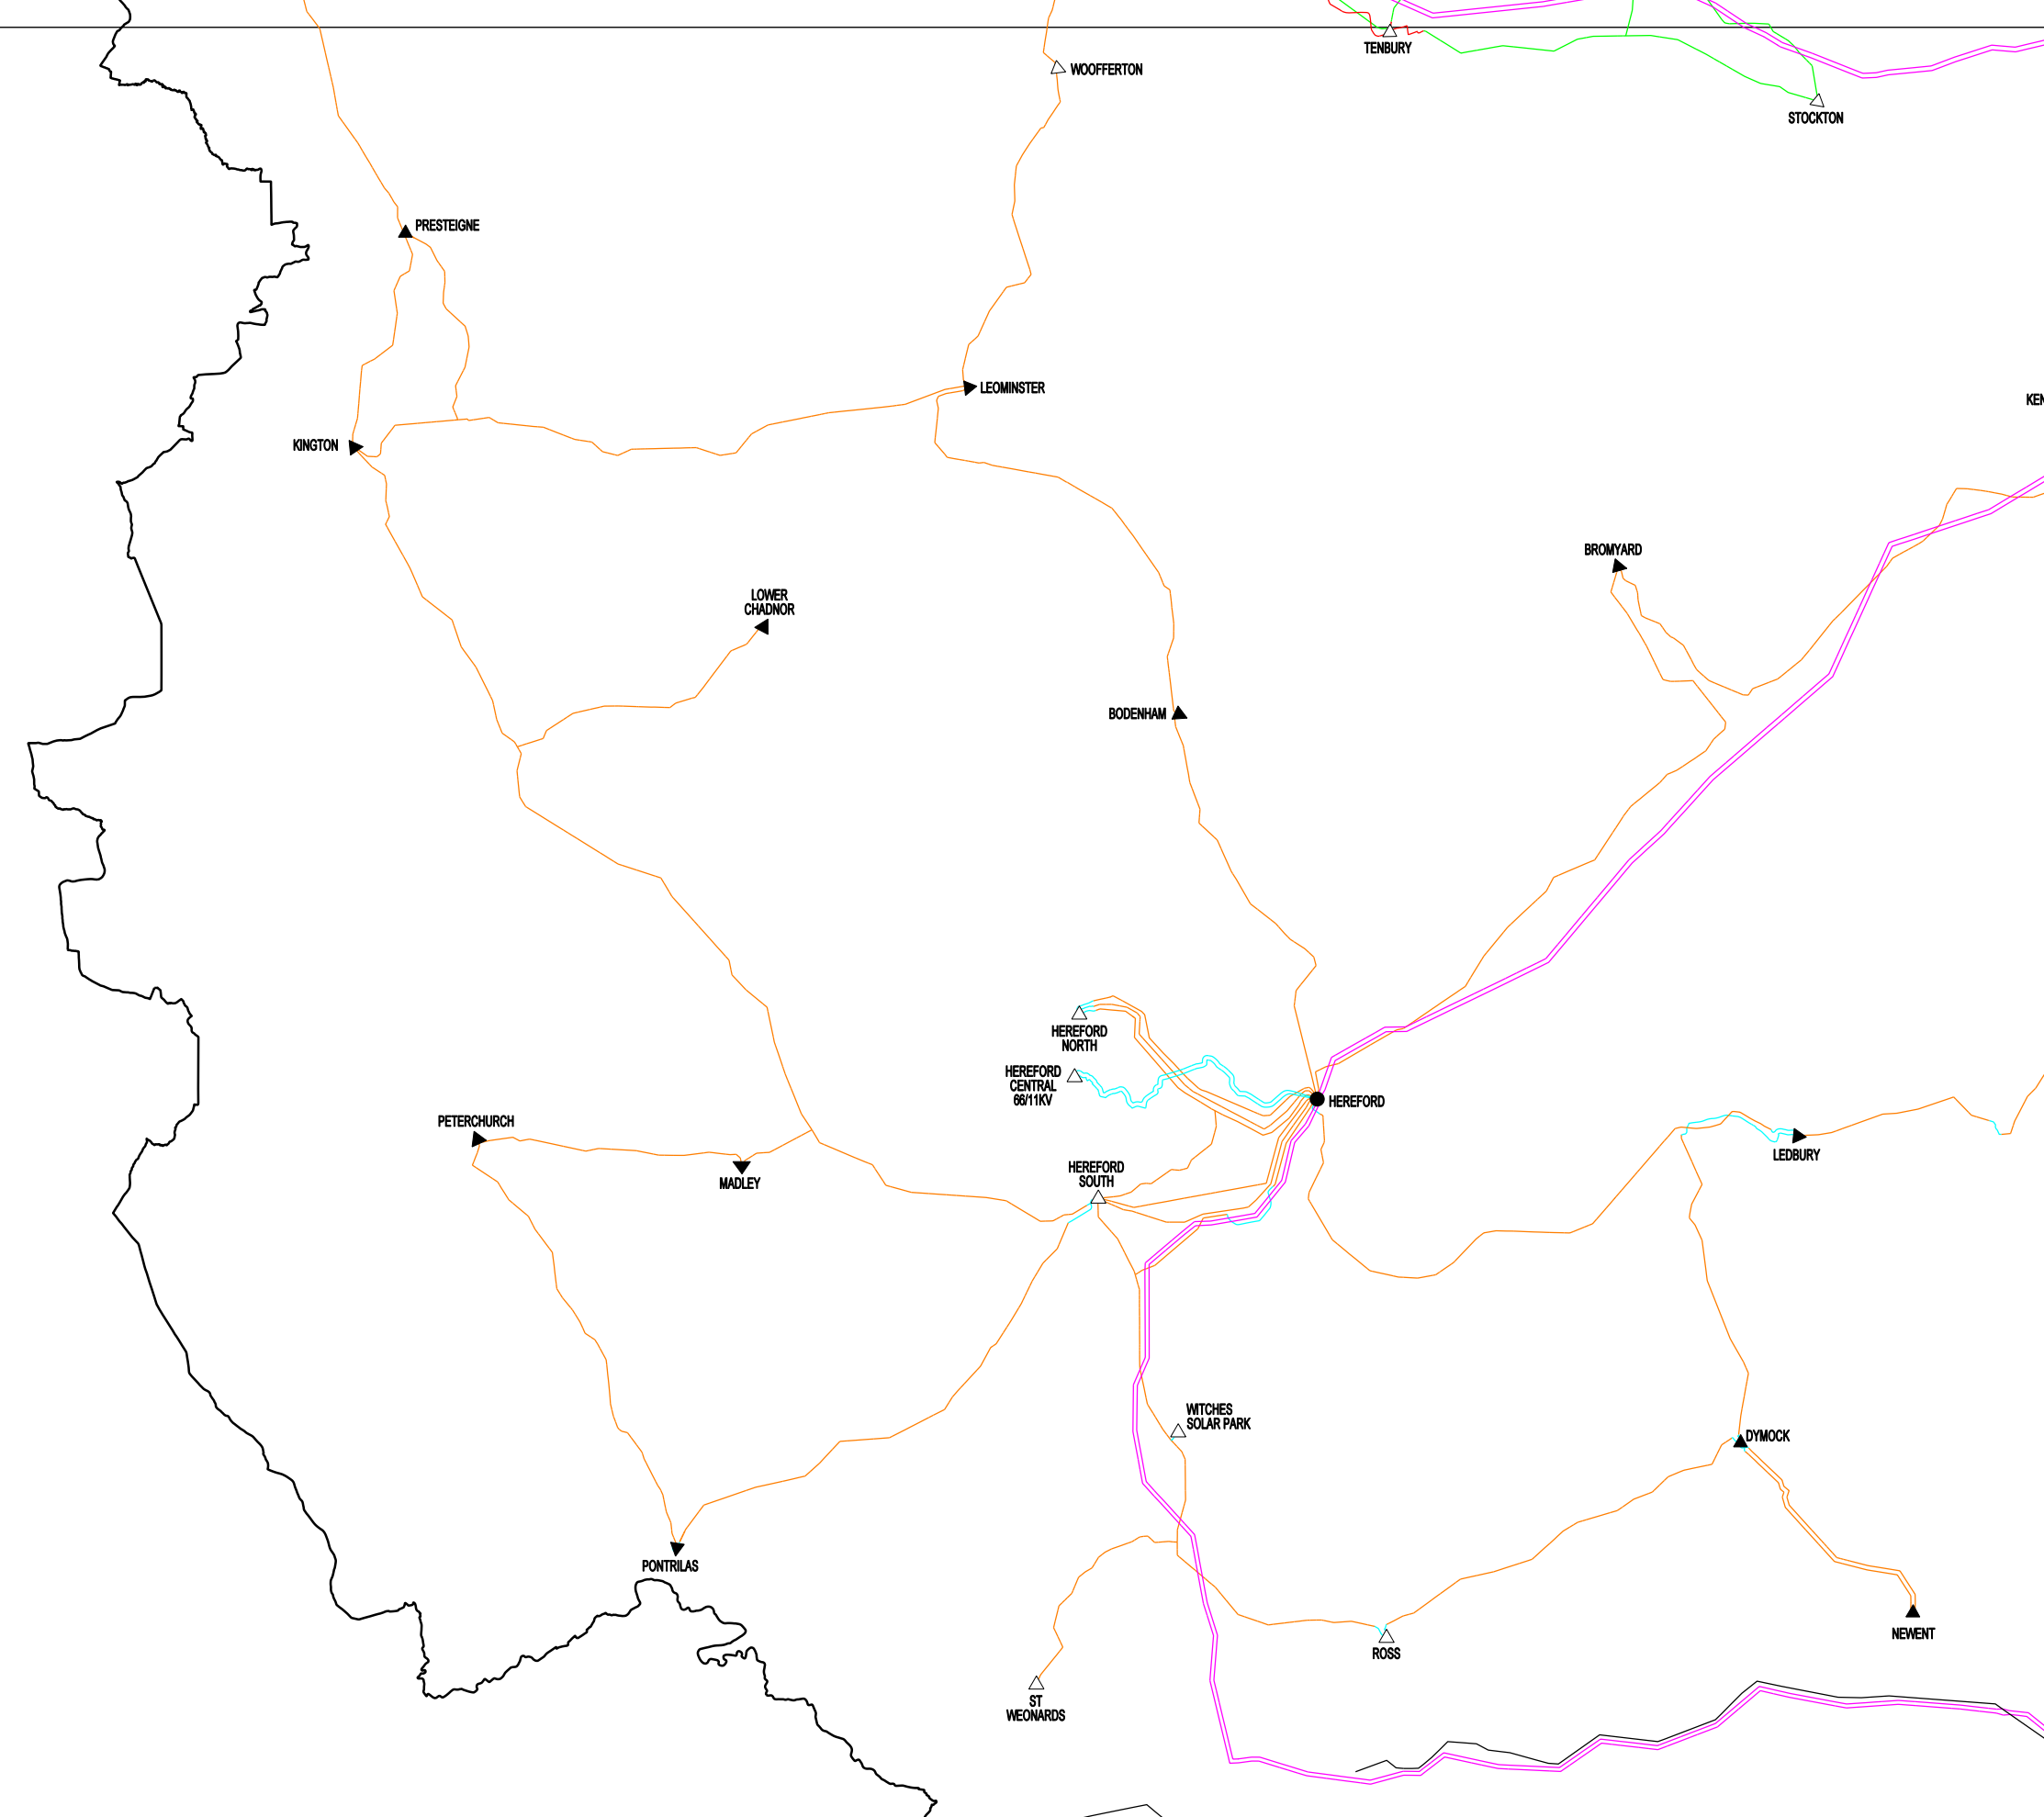 TENBURY
WOOFFERTON
STOCKTON
PRESTEIGNE
LEOMINSTER
KEN
KINGTON
BROMYARD
LOWER
CHADNOR
BODENHAM
HEREFORD
NORTH
HEREFORD
CENTRAL
66/11KV
HEREFORD
PETERCHURCH
LEDBURY
HEREFORD
SOUTH
MADLEY
WITCHES
SOLAR PARK
DYMOCK
PONTRILAS
NEWENT
ROSS
ST
WEONARDS